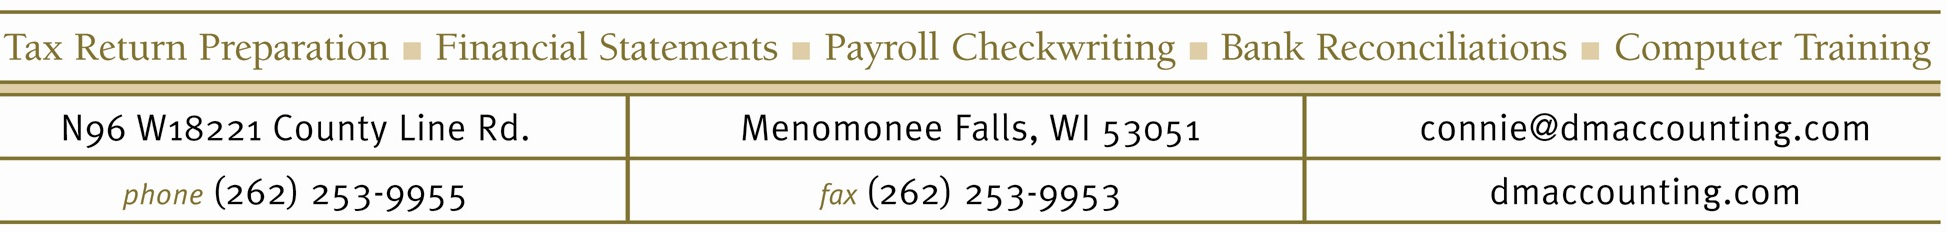 Tax Return Preparation ■ Financial Statements ■ Payroll Checkwriting ■ Bank Reconciliations ■ Computer Training
N96 W18221 County Line Rd. Menomonee Falls, WI 53051 connie@dmaccounting.com
phone (262) 253-9955 fax (262) 253-9953 dmaccounting.com